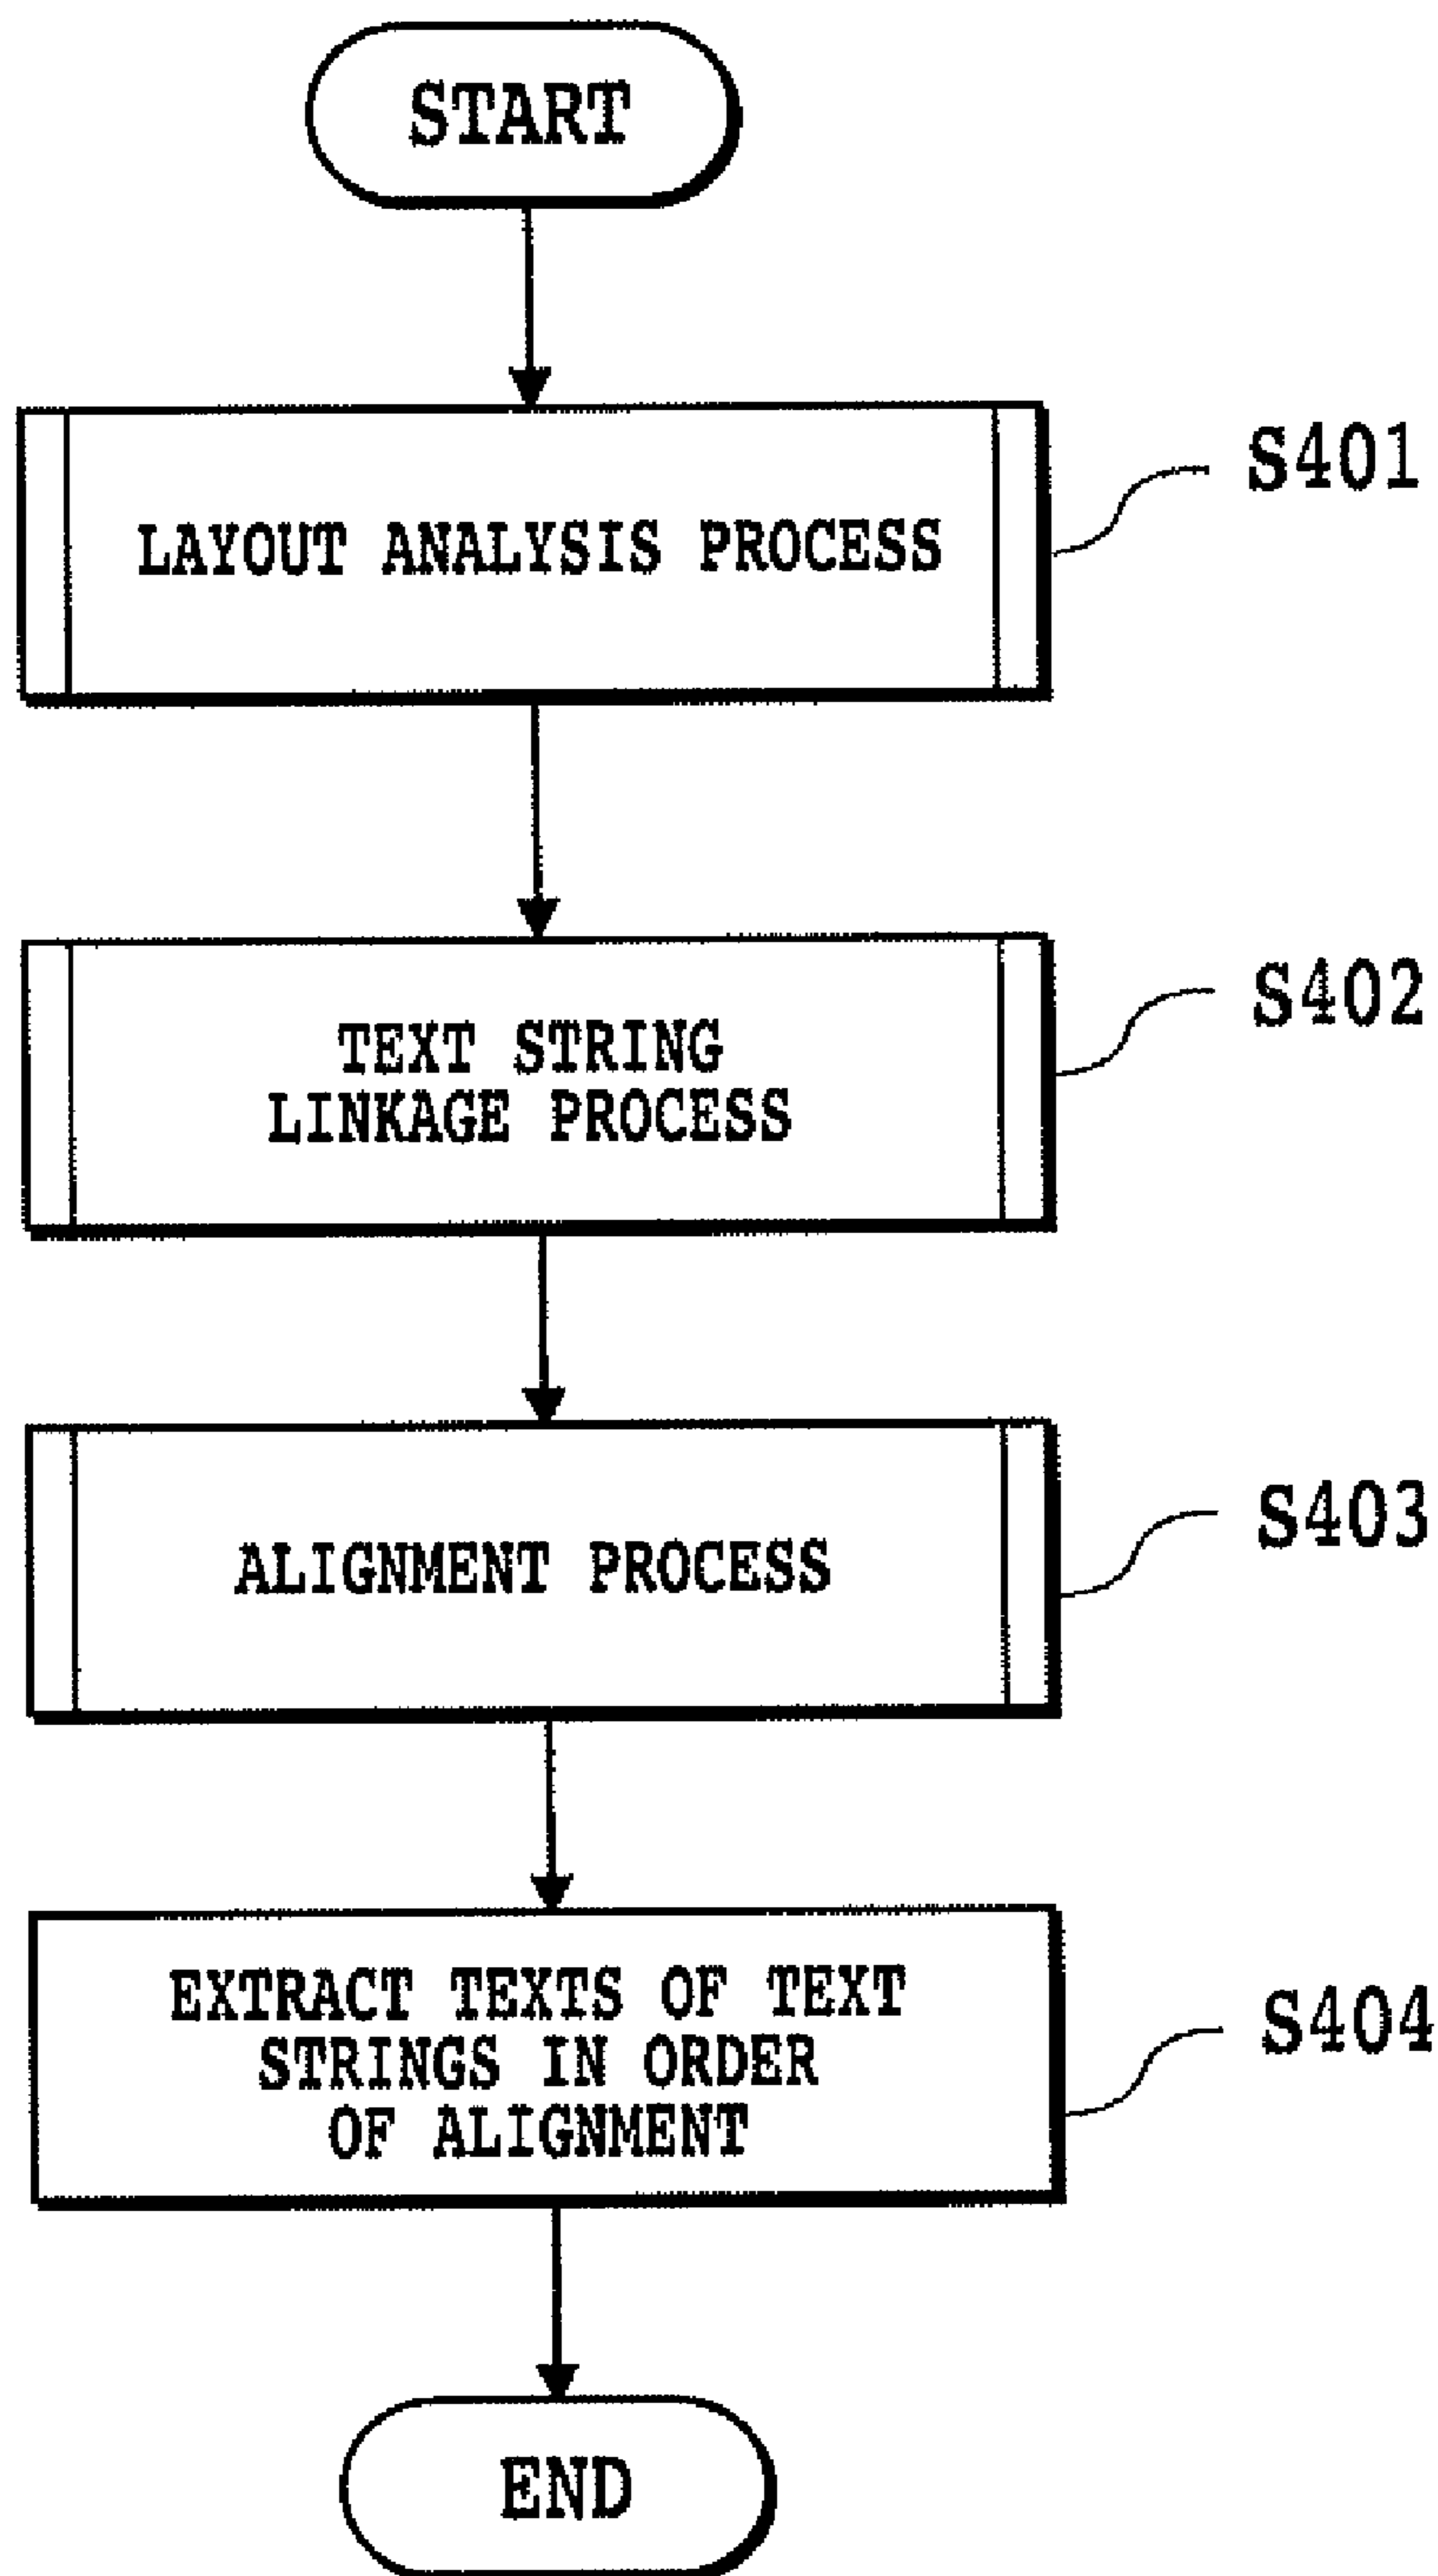 START
LAYOUT ANALYSIS PROCESS
S401
TEXT STRING
LINKAGE PROCESS
S402
ALIGNMENT PROCESS
S403
EXTRACT TEXTS OF TEXT
STRINGS IN ORDER
OF ALIGNMENT
S404
END